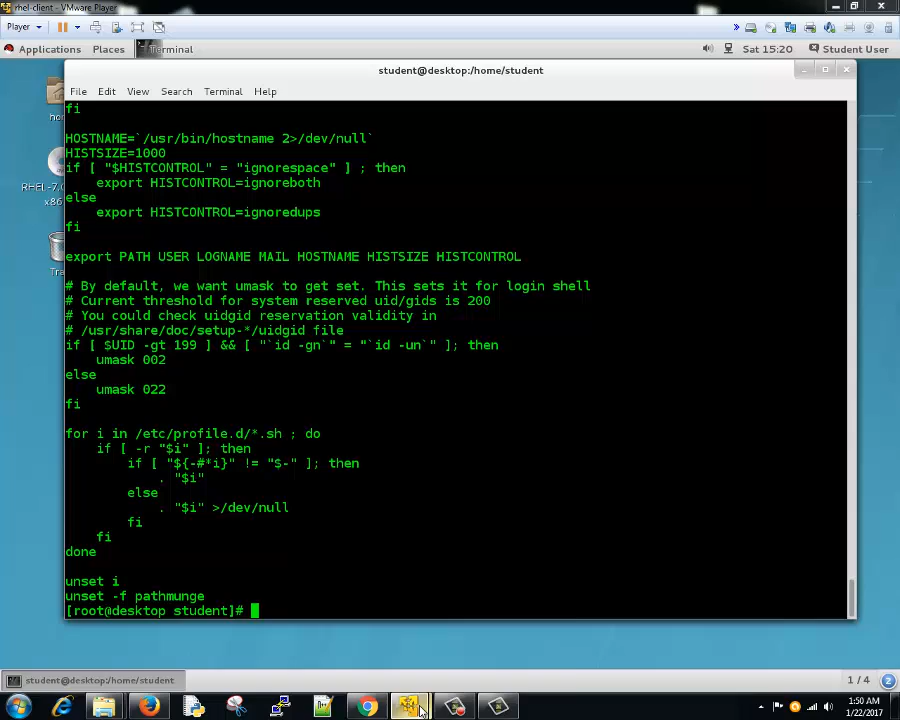 rhel-client - VMware Player
Player
Applications Places Terminal Sat 15:20 Student User
student@desktop:/home/student
File Edit View Search Terminal Help
fi
HOSTNAME=`/usr/bin/hostname 2>/dev/null`
HISTSIZE=1000
if [ "$HISTCONTROL" = "ignorespace" ] ; then
export HISTCONTROL=ignoreboth
else
export HISTCONTROL=ignoredups
fi
export PATH USER LOGNAME MAIL HOSTNAME HISTSIZE HISTCONTROL
# By default, we want umask to get set. This sets it for login shell
# Current threshold for system reserved uid/gids is 200
# You could check uidgid reservation validity in
# /usr/share/doc/setup-*/uidgid file
if [ $UID -gt 199 ] && [ "`id -gn`" = "`id -un`" ]; then
umask 002
else
umask 022
fi
for i in /etc/profile.d/*.sh ; do
if [ -r "$i" ]; then
if [ "${-#*i}" != "$-" ]; then
. "$i"
else
. "$i" >/dev/null
fi
fi
done
unset i
unset -f pathmunge
[root@desktop student]#
hom
RHEL-7.0
x86
Tra
student@desktop:/home/student 1 / 4 2
1:50 AM
1/22/2017